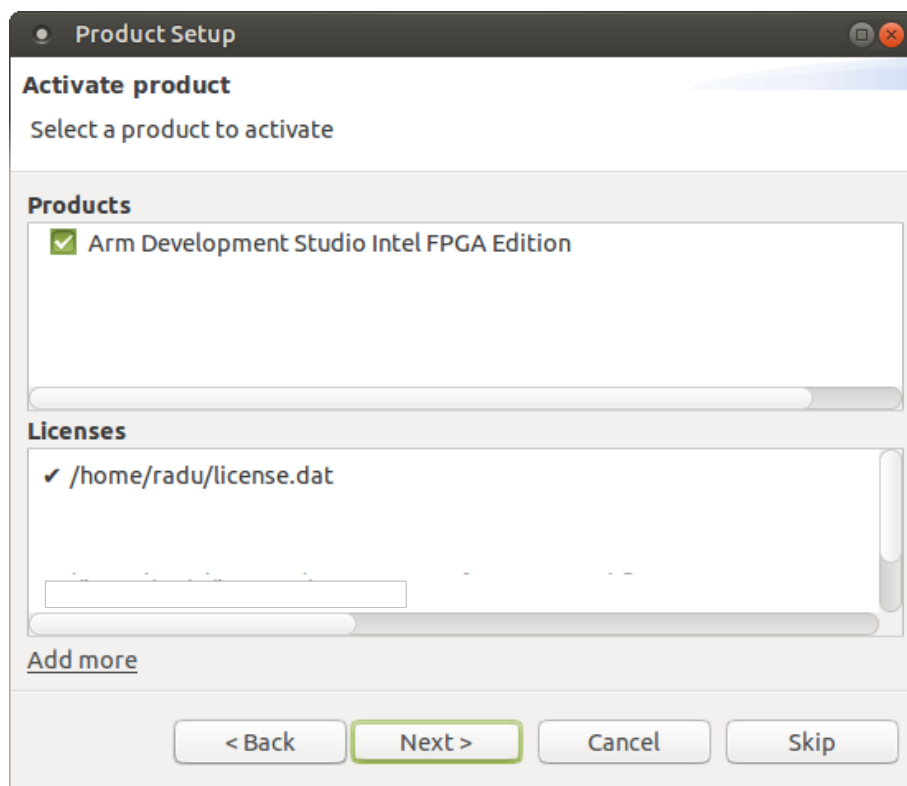 Product Setup
Activate product
Select a product to activate
Products
Arm Development Studio Intel FPGA Edition
Licenses
✔ /home/radu/license.dat
Add more
< Back Next > Cancel Skip